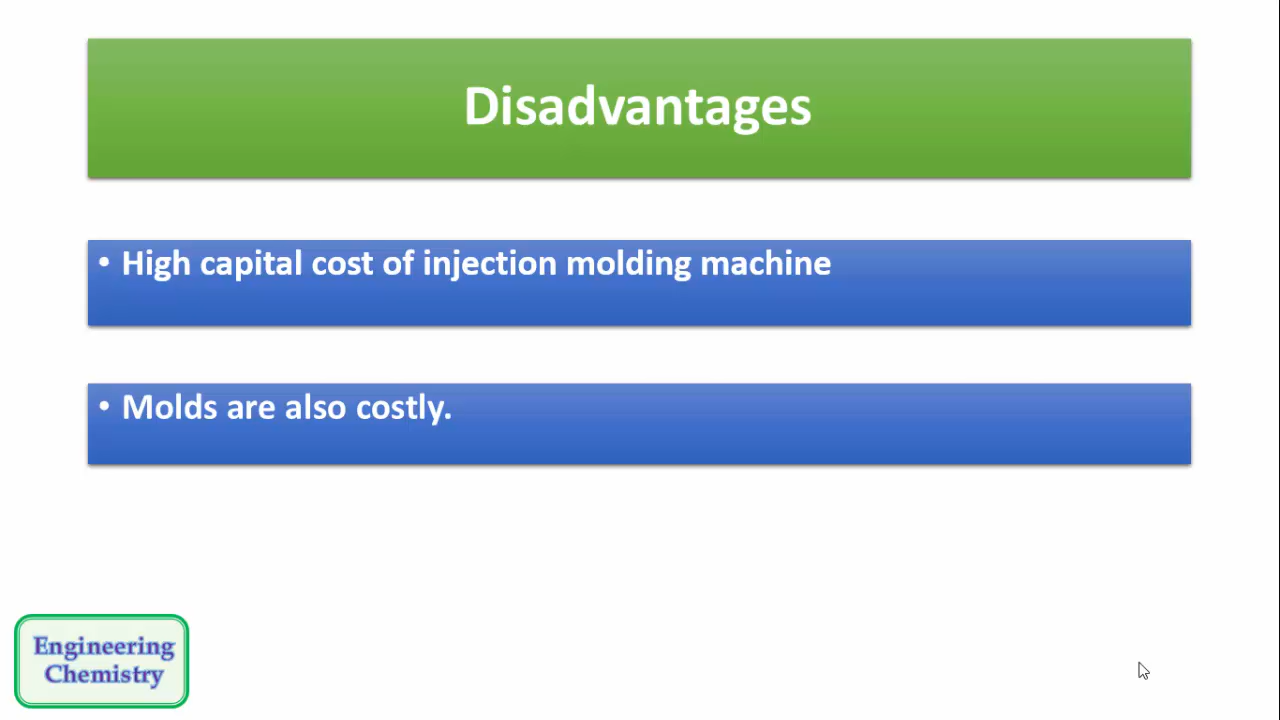 Disadvantages
• High capital cost of injection molding machine
• Molds are also costly.
Engineering
Chemistry